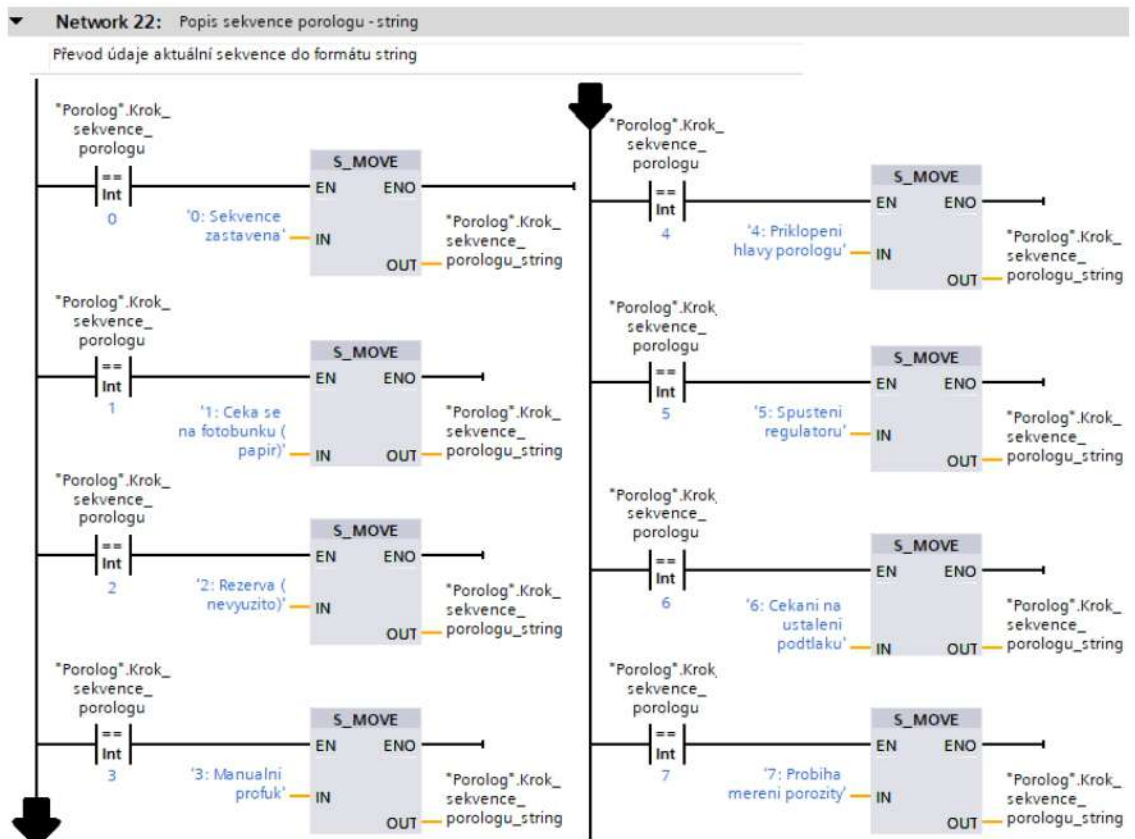 Network 22: Popis sekvence porologu - string
Převod údaje aktuální sekvence do formátu string
"Porolog".Krok_
sekvence_
porologu
==
Int
0
S_MOVE
EN ENO
'0: Sekvence
zastavena'
IN
OUT
"Porolog".Krok_
sekvence_
porologu_string
"Porolog".Krok_
sekvence_
porologu
==
Int
1
S_MOVE
EN ENO
'1: Ceka se
na fotobunku (
papir)'
IN
OUT
"Porolog".Krok_
sekvence_
porologu_string
"Porolog".Krok_
sekvence_
porologu
==
Int
2
S_MOVE
EN ENO
'2: Rezerva (
nevyuzito)'
IN
OUT
"Porolog".Krok_
sekvence_
porologu_string
"Porolog".Krok_
sekvence_
porologu
==
Int
3
S_MOVE
EN ENO
'3: Manualni
profuk'
IN
OUT
"Porolog".Krok_
sekvence_
porologu_string
"Porolog".Krok_
sekvence_
porologu
==
Int
4
S_MOVE
EN ENO
'4: Priklopeni
hlavy porologu'
IN
OUT
"Porolog".Krok_
sekvence_
porologu_string
"Porolog".Krok_
sekvence_
porologu
==
Int
5
S_MOVE
EN ENO
'5: Spusteni
regulatoru'
IN
OUT
"Porolog".Krok_
sekvence_
porologu_string
"Porolog".Krok_
sekvence_
porologu
==
Int
6
S_MOVE
EN ENO
'6: Cekani na
ustaleni
podtlaku'
IN
OUT
"Porolog".Krok_
sekvence_
porologu_string
"Porolog".Krok_
sekvence_
porologu
==
Int
7
S_MOVE
EN ENO
'7: Probiha
mereni porozity'
IN
OUT
"Porolog".Krok_
sekvence_
porologu_string